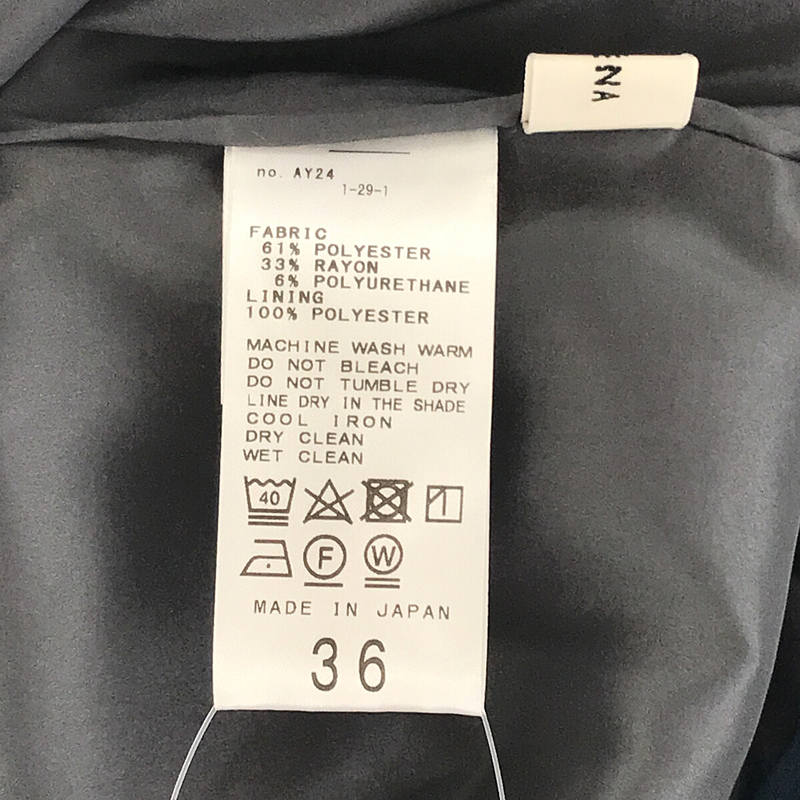 no. AY24
1-29-1
FABRIC
61% POLYESTER
33% RAYON
6% POLYURETHANE
LINING
100% POLYESTER
MACHINE WASH WARM
DO NOT BLEACH
DO NOT TUMBLE DRY
LINE DRY IN THE SHADE
COOL IRON
DRY CLEAN
WET CLEAN
40
F W
MADE IN JAPAN
36